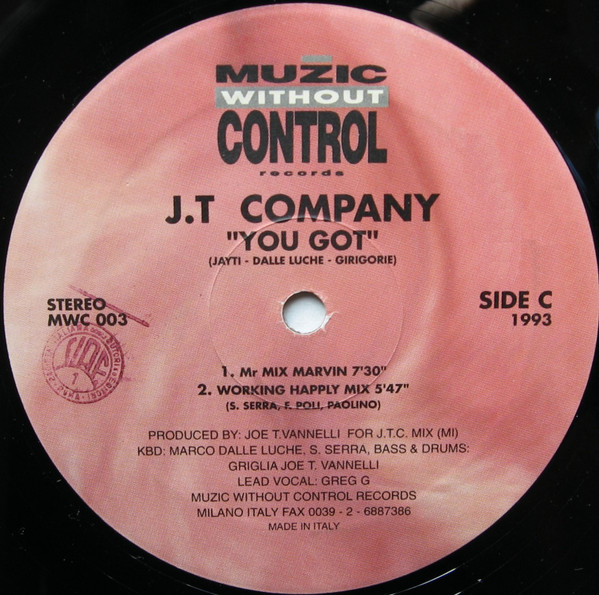 MUZIC
WITHOUT
CONTROL
records
J.T COMPANY
"YOU GOT"
(JAYTI - DALLE LUCHE - GIRIGORIE)
STEREO
MWC 003
SIDE C
1993
1. Mr MIX MARVIN 7'30"
2. WORKING HAPPLY MIX 5'47"
(S. SERRA, F. POLI, PAOLINO)
PRODUCED BY: JOE T.VANNELLI FOR J.T.C. MIX (MI)
KBD: MARCO DALLE LUCHE, S. SERRA, BASS & DRUMS:
GRIGLIA JOE T. VANNELLI
LEAD VOCAL: GREG G
MUZIC WITHOUT CONTROL RECORDS
MILANO ITALY FAX 0039 - 2 - 6887386
MADE IN ITALY